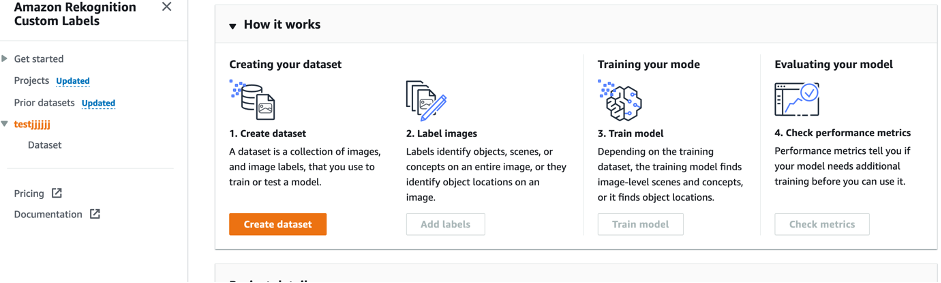 Amazon Rekognition
Custom Labels
Get started
Projects Updated
Prior datasets Updated
testjjjjjj
Dataset
Pricing
Documentation
How it works
Creating your dataset
1. Create dataset
A dataset is a collection of images,
and image labels, that you use to
train or test a model.
Create dataset
2. Label images
Labels identify objects, scenes, or
concepts on an entire image, or they
identify object locations on an
image.
Add labels
Training your mode
3. Train model
Depending on the training
dataset, the training model finds
image-level scenes and concepts,
or it finds object locations.
Train model
Evaluating your model
4. Check performance metrics
Performance metrics tell you if
your model needs additional
training before you can use it.
Check metrics